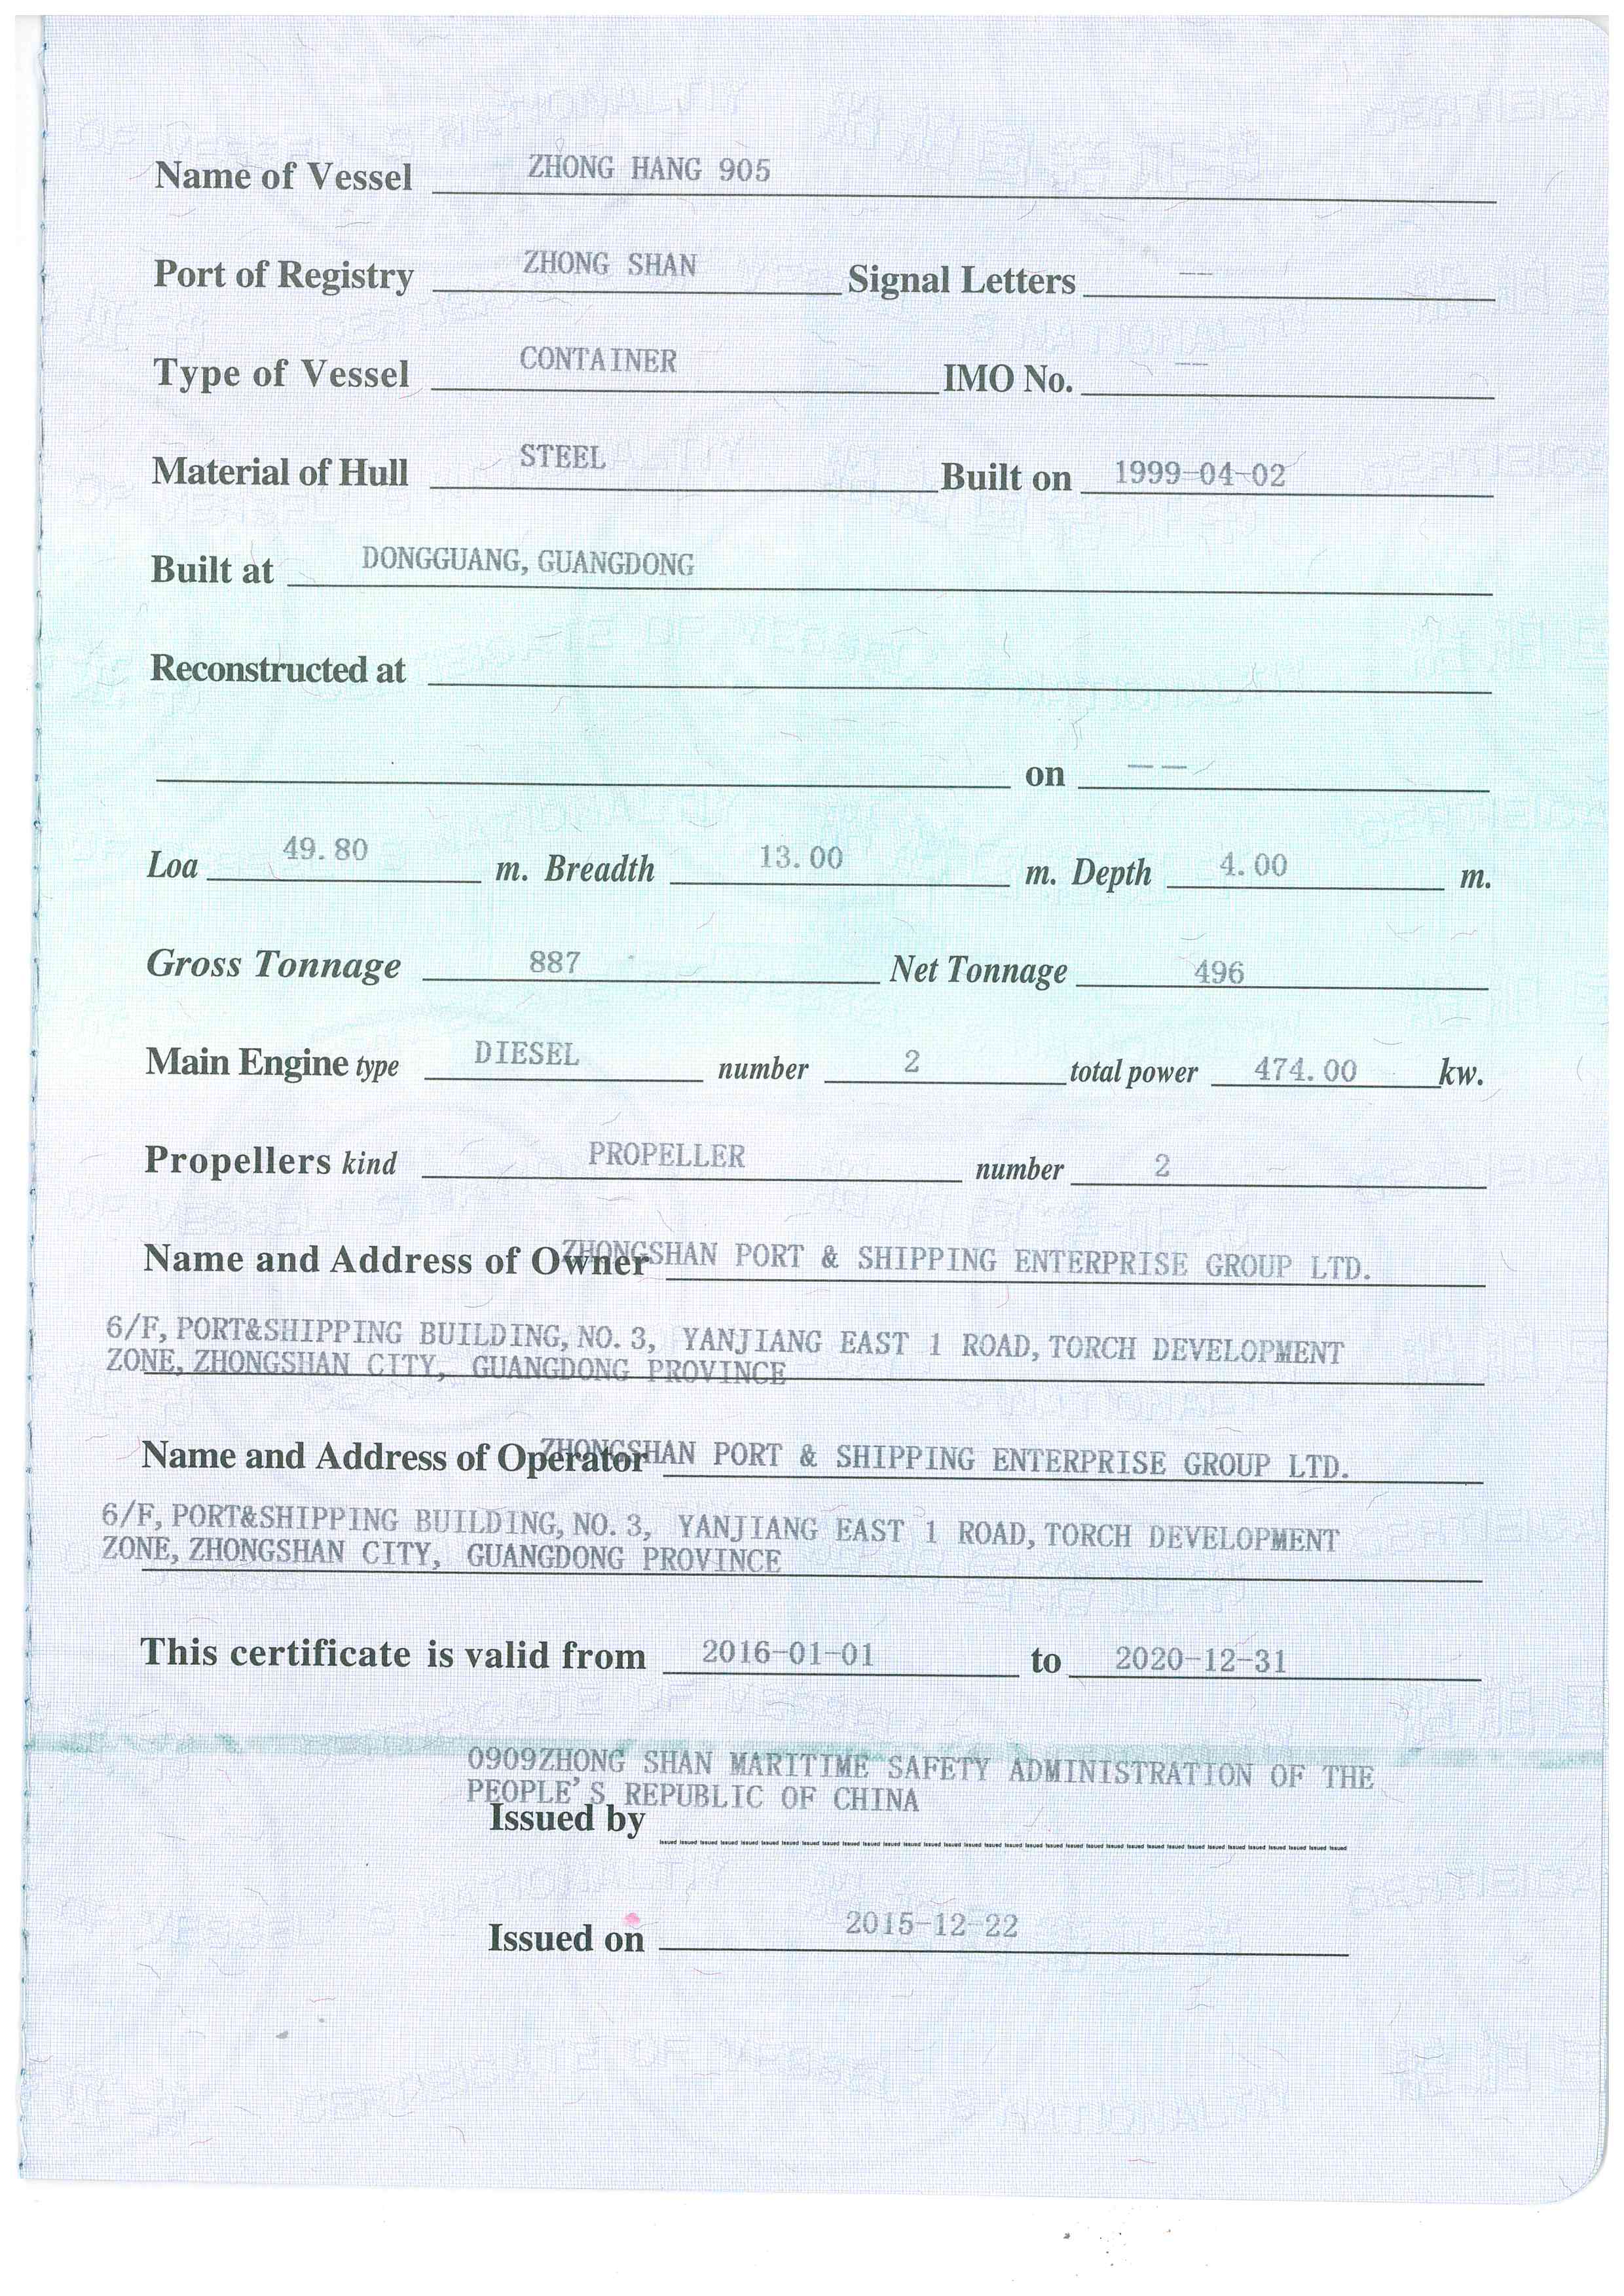 Name of Vessel ZHONG HANG 905
Port of Registry ZHONG SHAN Signal Letters —
Type of Vessel CONTAINER IMO No. —
Material of Hull STEEL Built on 1999-04-02
Built at DONGGUANG, GUANGDONG
Reconstructed at
on — —
Loa 49.80 m. Breadth 13.00 m. Depth 4.00 m.
Gross Tonnage 887 Net Tonnage 496
Main Engine type DIESEL number 2 total power 474.00 kw.
Propellers kind PROPELLER number 2
Name and Address of Owner ZHONGSHAN PORT & SHIPPING ENTERPRISE GROUP LTD.
6/F, PORT&SHIPPING BUILDING, NO. 3, YANJIANG EAST 1 ROAD, TORCH DEVELOPMENT
ZONE, ZHONGSHAN CITY, GUANGDONG PROVINCE
Name and Address of Operator ZHONGSHAN PORT & SHIPPING ENTERPRISE GROUP LTD.
6/F, PORT&SHIPPING BUILDING, NO. 3, YANJIANG EAST 1 ROAD, TORCH DEVELOPMENT
ZONE, ZHONGSHAN CITY, GUANGDONG PROVINCE
This certificate is valid from 2016-01-01 to 2020-12-31
0909ZHONG SHAN MARITIME SAFETY ADMINISTRATION OF THE
PEOPLE'S REPUBLIC OF CHINA
Issued by
Issued on 2015-12-22